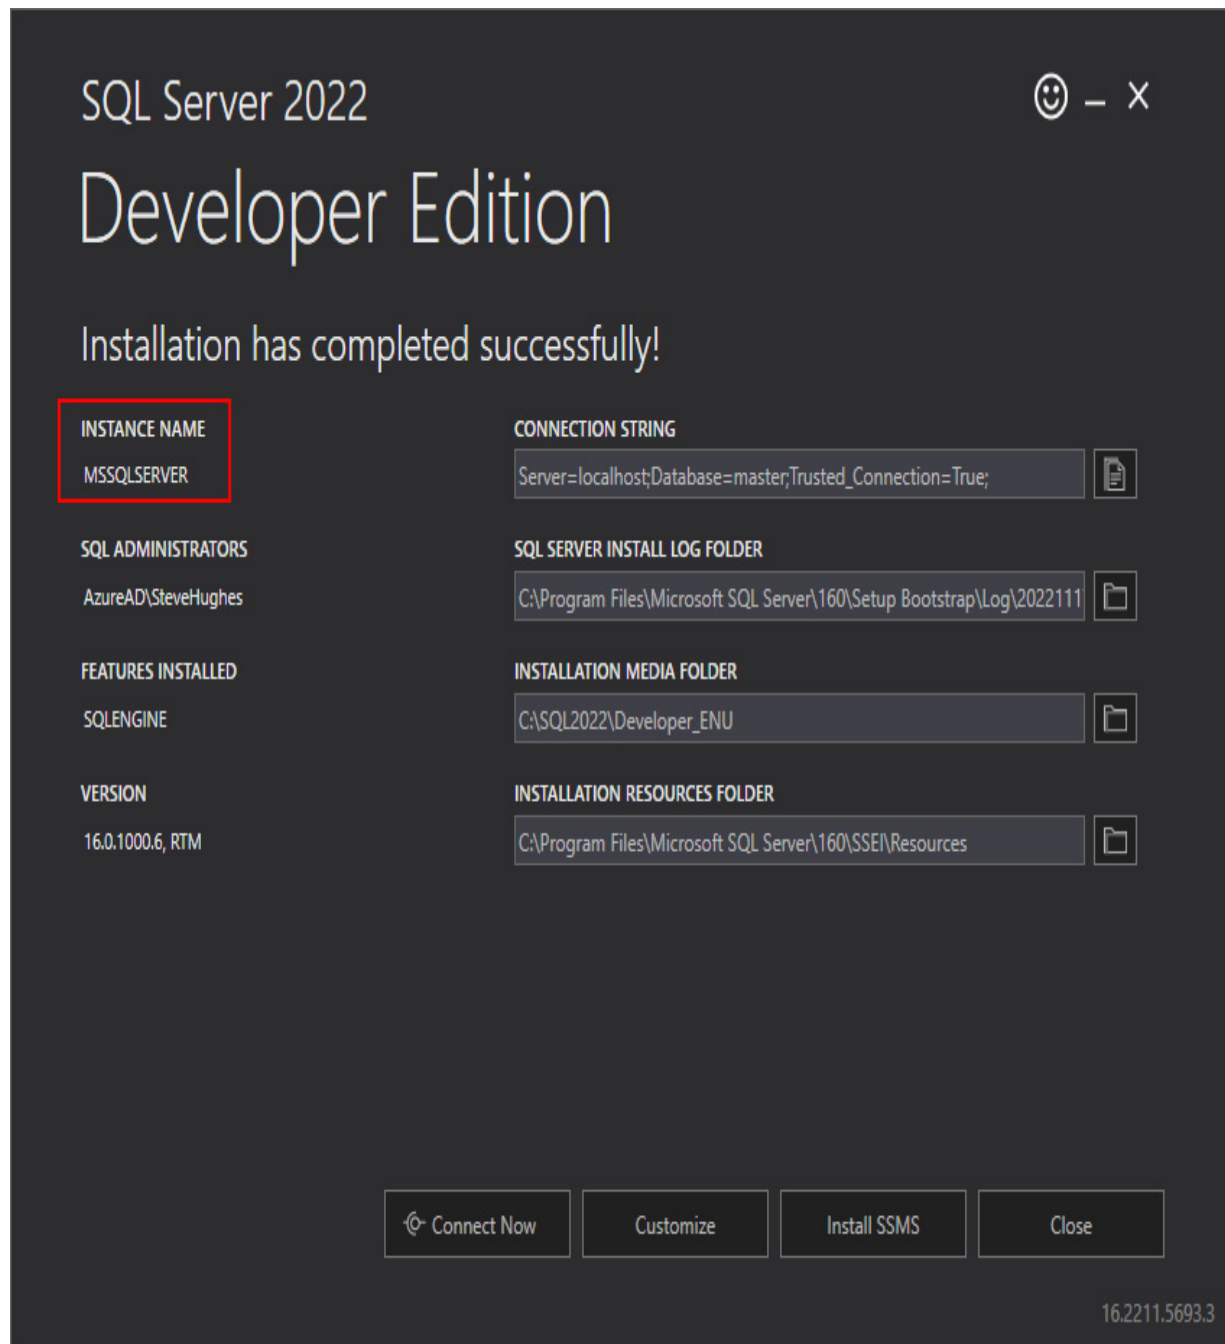 SQL Server 2022
Developer Edition
Installation has completed successfully!
INSTANCE NAME
MSSQLSERVER
CONNECTION STRING
Server=localhost;Database=master;Trusted_Connection=True;
SQL ADMINISTRATORS
AzureAD\SteveHughes
SQL SERVER INSTALL LOG FOLDER
C:\Program Files\Microsoft SQL Server\160\Setup Bootstrap\Log\2022111
FEATURES INSTALLED
SQLENGINE
INSTALLATION MEDIA FOLDER
C:\SQL2022\Developer_ENU
VERSION
16.0.1000.6, RTM
INSTALLATION RESOURCES FOLDER
C:\Program Files\Microsoft SQL Server\160\SSEI\Resources
Connect Now
Customize
Install SSMS
Close
16.2211.5693.3